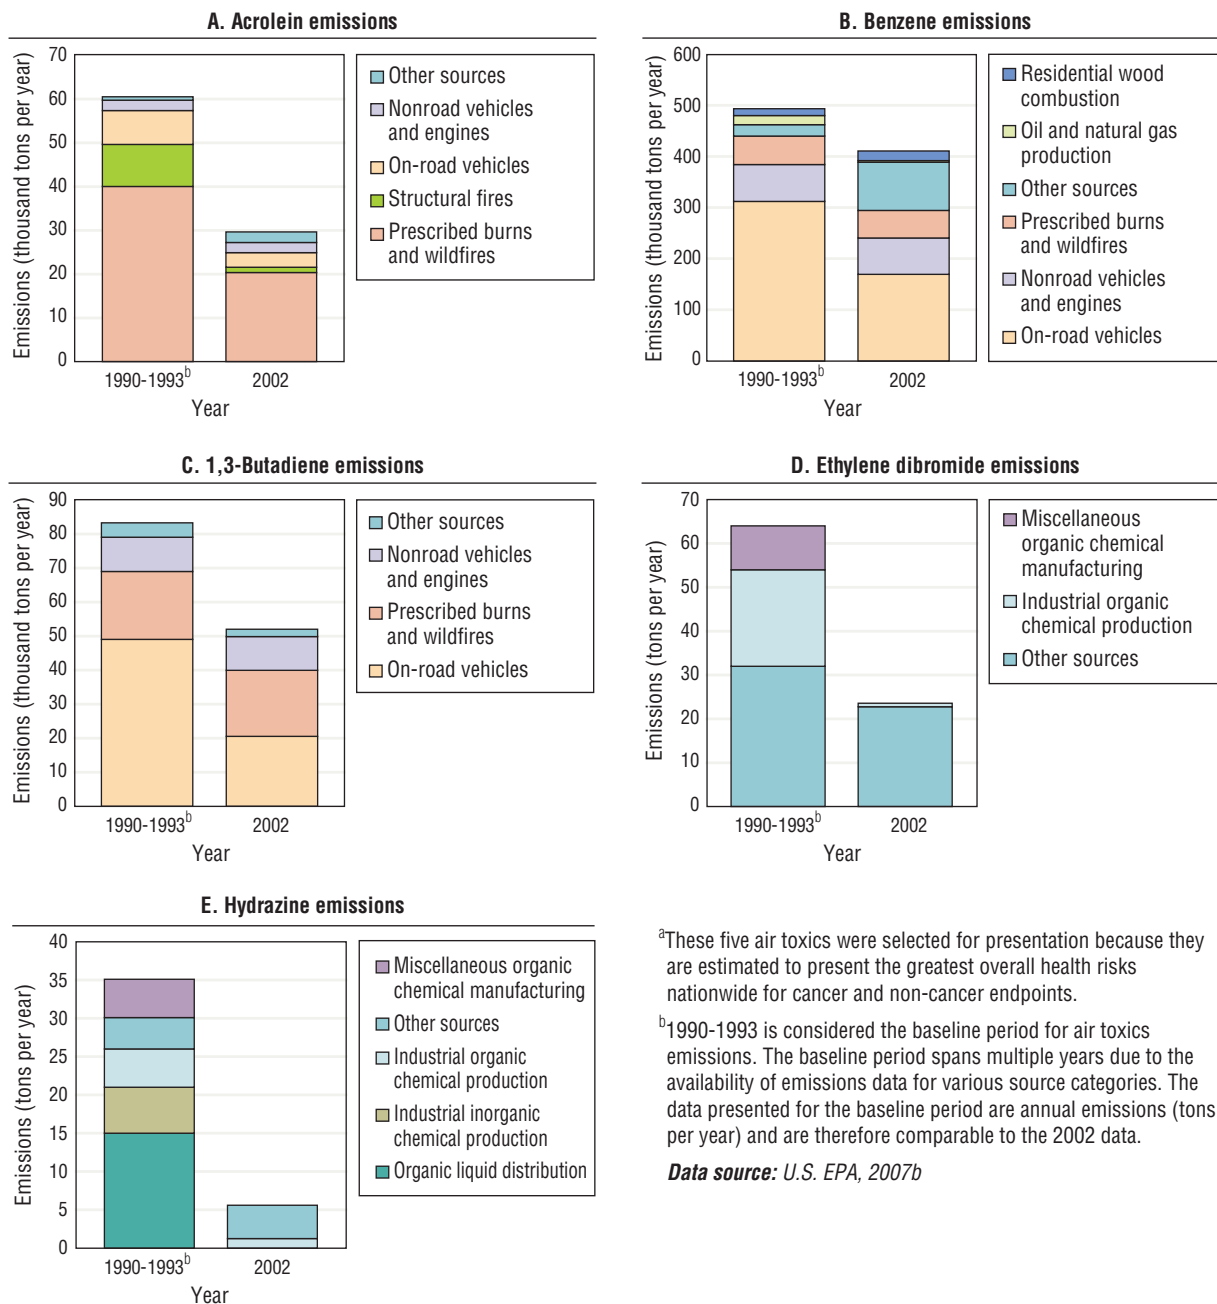 A. Acrolein emissions
Emissions (thousand tons per year)
70
60
50
40
30
20
10
0
1990-1993b
2002
Year
Other sources
Nonroad vehicles
and engines
On-road vehicles
Structural fires
Prescribed burns
and wildfires
B. Benzene emissions
Emissions (thousand tons per year)
600
500
400
300
200
100
0
1990-1993b
2002
Year
Residential wood
combustion
Oil and natural gas
production
Other sources
Prescribed burns
and wildfires
Nonroad vehicles
and engines
On-road vehicles
C. 1,3-Butadiene emissions
Emissions (thousand tons per year)
90
80
70
60
50
40
30
20
10
0
1990-1993b
2002
Year
Other sources
Nonroad vehicles
and engines
Prescribed burns
and wildfires
On-road vehicles
D. Ethylene dibromide emissions
Emissions (tons per year)
70
60
50
40
30
20
10
0
1990-1993b
2002
Year
Miscellaneous
organic chemical
manufacturing
Industrial organic
chemical production
Other sources
E. Hydrazine emissions
Emissions (tons per year)
40
35
30
25
20
15
10
5
0
1990-1993b
2002
Year
Miscellaneous organic
chemical manufacturing
Other sources
Industrial organic
chemical production
Industrial inorganic
chemical production
Organic liquid distribution
aThese five air toxics were selected for presentation because they
are estimated to present the greatest overall health risks
nationwide for cancer and non-cancer endpoints.
b1990-1993 is considered the baseline period for air toxics
emissions. The baseline period spans multiple years due to the
availability of emissions data for various source categories. The
data presented for the baseline period are annual emissions (tons
per year) and are therefore comparable to the 2002 data.
Data source: U.S. EPA, 2007b